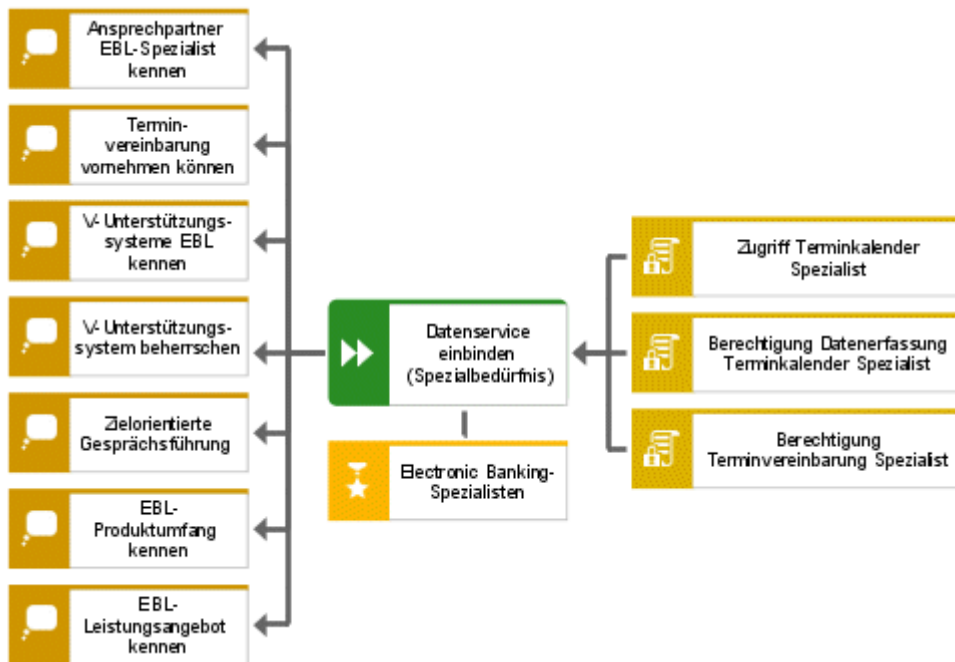 Ansprechpartner
EBL-Spezialist
kennen
Termin-
vereinbarung
vornehmen können
V-Unterstützungs-
systeme EBL
kennen
V-Unterstützungs-
system beherrschen
Zielorientierte
Gesprächsführung
EBL-
Produktumfang
kennen
EBL-
Leistungsangebot
kennen
Datenservice
einbinden
(Spezialbedürfnis)
Electronic Banking-
Spezialisten
Zugriff Terminkalender
Spezialist
Berechtigung Datenerfassung
Terminkalender Spezialist
Berechtigung
Terminvereinbarung Spezialist